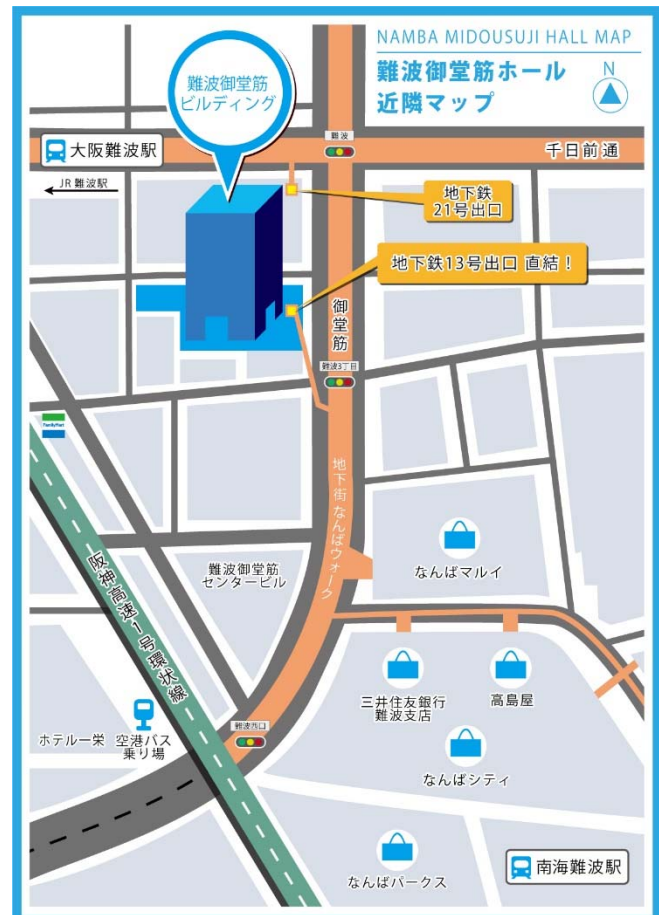 NAMBA MIDOUSUJI HALL MAP
難波御堂筋ホール
近隣マップ
N
難波御堂筋
ビルディング
大阪難波駅
難波
千日前通
JR 難波駅
地下鉄
21号出口
地下鉄13号出口 直結！
御堂筋
難波3丁目
FamilyMart
地下街 なんばウォーク
難波御堂筋
センタービル
なんばマルイ
阪神高速1号環状線
三井住友銀行
難波支店
高島屋
難波西口
ホテル一栄
空港バス
乗り場
なんばシティ
なんばパークス
南海難波駅